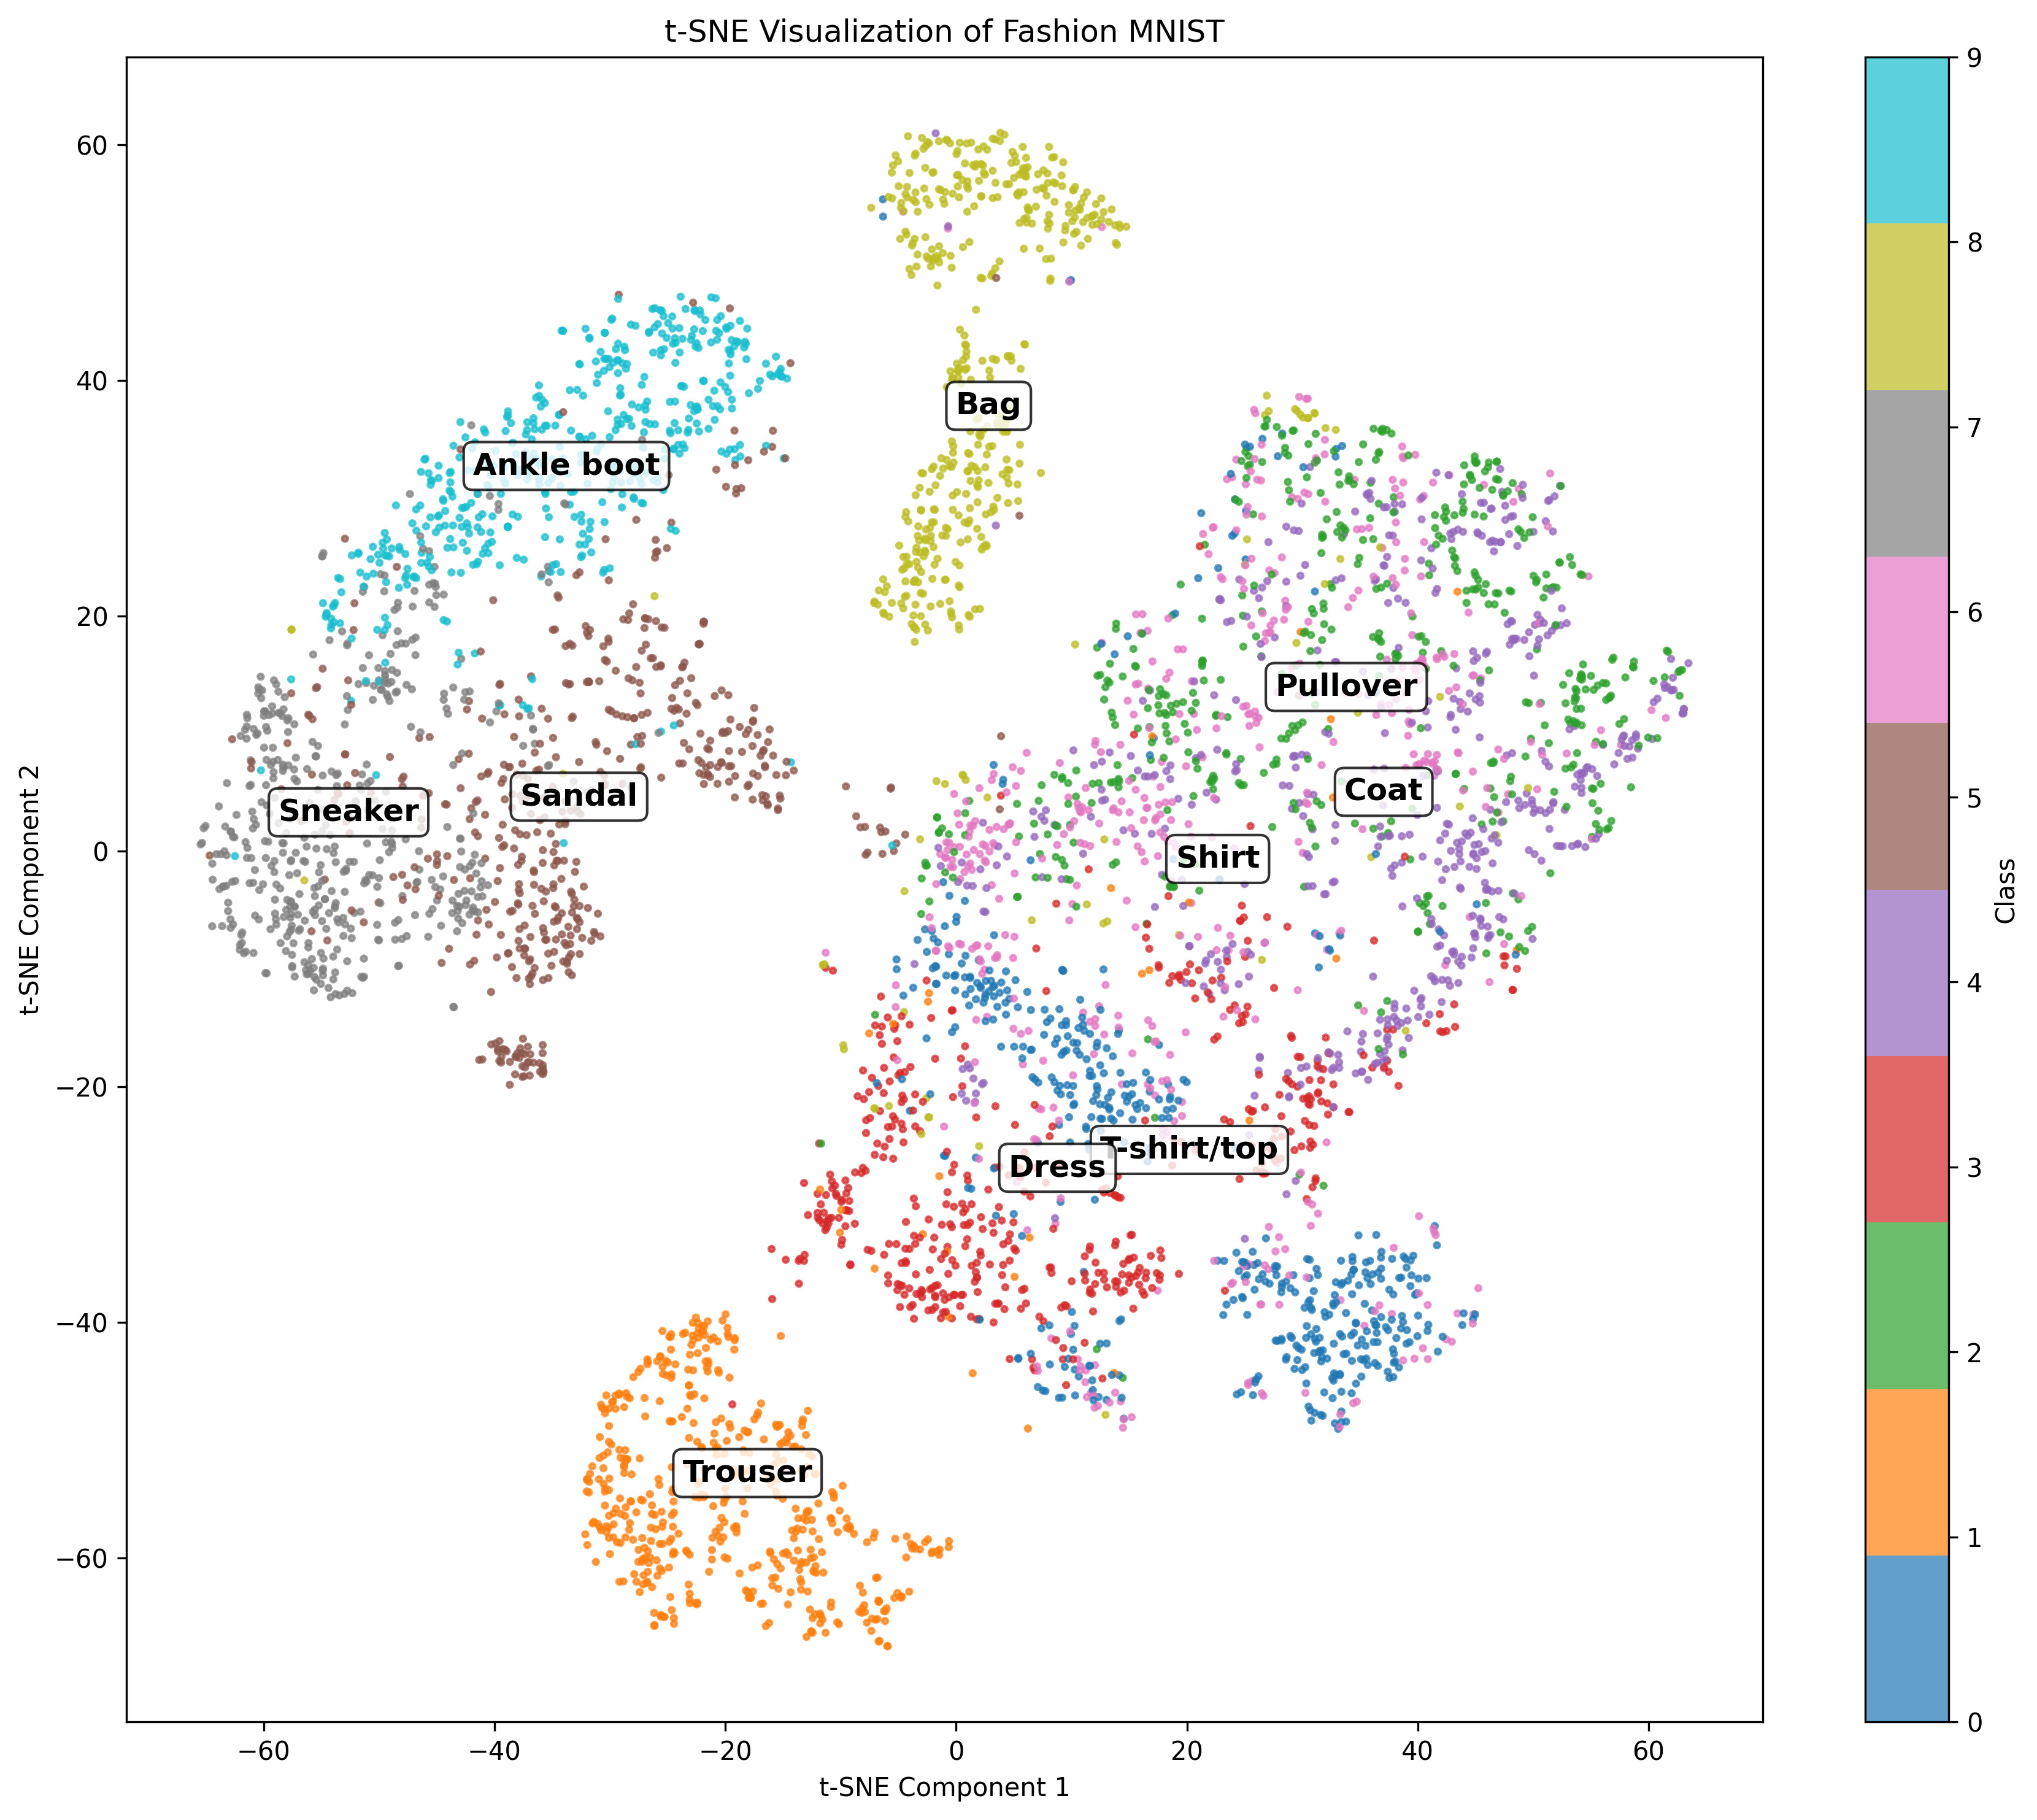 t-SNE Visualization of Fashion MNIST
60
40
20
0
−20
−40
−60
t-SNE Component 2
Bag
Ankle boot
Pullover
Coat
Sneaker
Sandal
Shirt
T-shirt/top
Dress
Trouser
−60
−40
−20
0
20
40
60
t-SNE Component 1
9
8
7
6
5
4
3
2
1
0
Class